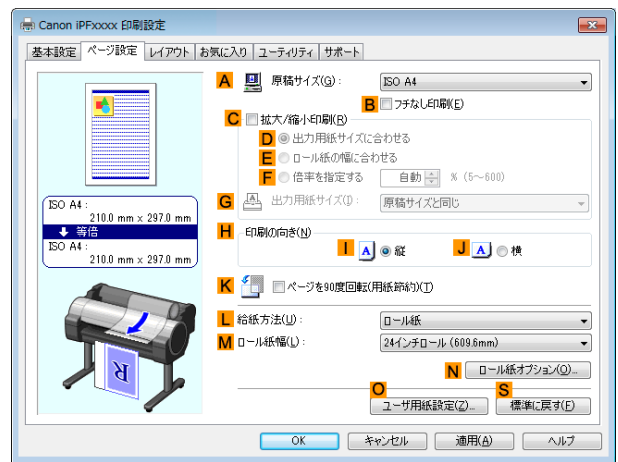 Canon iPFxxxx 印刷設定
基本設定 ページ設定 レイアウト お気に入り ユーティリティ サポート
A 原稿サイズ(G): ISO A4
B フチなし印刷(E)
C 拡大/縮小印刷(R)
D 出力用紙サイズに合わせる
E ロール紙の幅に合わせる
F 倍率を指定する 自動 % (5～600)
G A 出力用紙サイズ(I): 原稿サイズと同じ
ISO A4:
210.0 mm x 297.0 mm
等倍
ISO A4:
210.0 mm x 297.0 mm
H 印刷の向き(N)
I A 縦 J A 横
K ページを90度回転(用紙節約)(T)
L 給紙方法(U): ロール紙
M ロール紙幅(L): 24インチロール (609.6mm)
R
N ロール紙オプション(O)...
O S
ユーザ用紙設定(Z)... 標準に戻す(F)
OK キャンセル 適用(A) ヘルプ